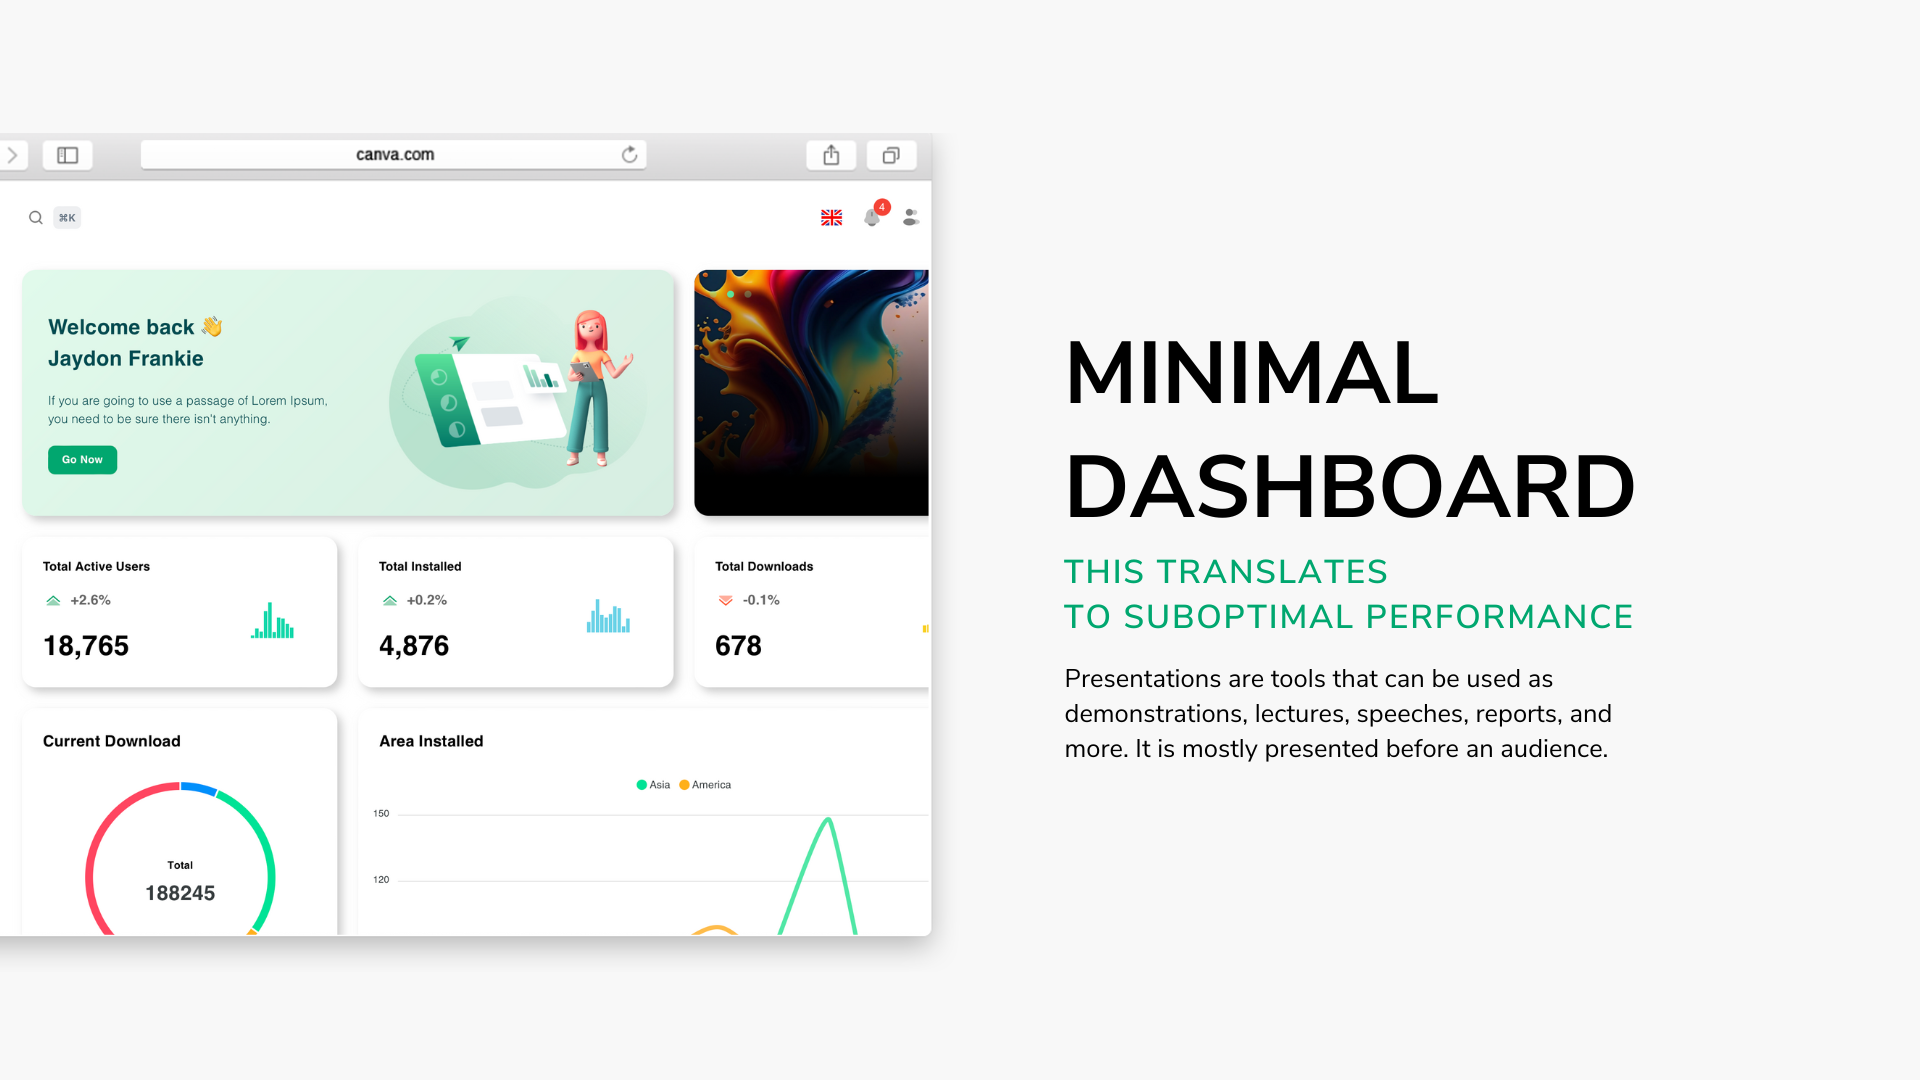 canva.com
⌘K
4
Welcome back 👋
Jaydon Frankie
If you are going to use a passage of Lorem Ipsum,
you need to be sure there isn't anything.
Go Now
Total Active Users
+2.6%
18,765
Total Installed
+0.2%
4,876
Total Downloads
-0.1%
678
Current Download
Total
188245
Area Installed
Asia America
150
120
MINIMAL
DASHBOARD
THIS TRANSLATES
TO SUBOPTIMAL PERFORMANCE
Presentations are tools that can be used as
demonstrations, lectures, speeches, reports, and
more. It is mostly presented before an audience.